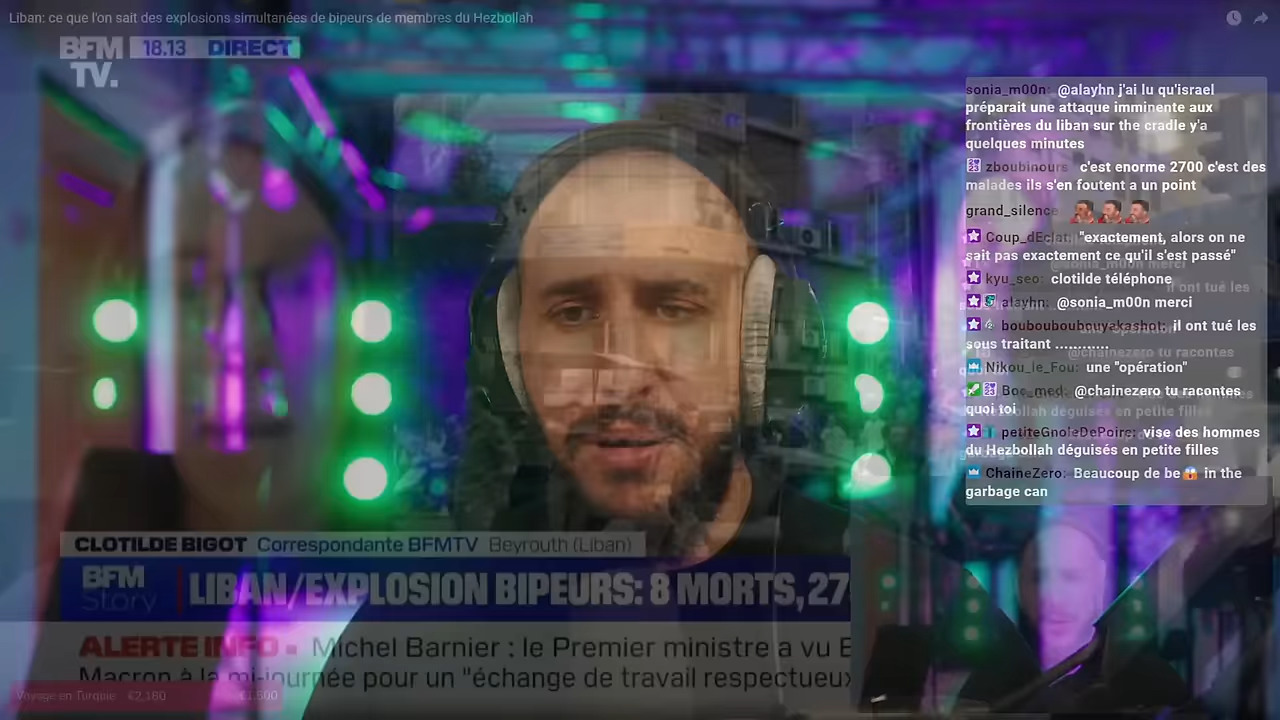 Liban: ce que l'on sait des explosions simultanées de bipeurs de membres du Hezbollah
BFM
TV.
18.13 DIRECT
sonia_m00n: @alayhn j'ai lu qu'israel
préparait une attaque imminente aux
frontières du liban sur the cradle y'a
quelques minutes
zboubinours c'est enorme 2700 c'est des
malades ils s'en foutent a un point
grand_silence
Coup_dEclat: "exactement, alors on ne
sait pas exactement ce qu'il s'est passé"
kyu_seo: clotilde téléphone
alayhn: @sonia_m00n merci
boubouboubouyakashot: il ont tué les
sous traitant ............
Nikou_le_Fou: une "opération"
Boc_med: @chainezero tu racontes
quoi toi
petiteGnoleDePoire: vise des hommes
du Hezbollah déguisés en petite filles
ChaineZero: Beaucoup de be😱 in the
garbage can
CLOTILDE BIGOT Correspondante BFMTV Beyrouth (Liban)
BFM
Story
LIBAN/EXPLOSION BIPEURS: 8 MORTS, 27
ALERTE INFO Michel Barnier : le Premier ministre a vu E
Macron à la mi-journée pour un "échange de travail respectueux
Voyage en Turquie €2,160 €1,800